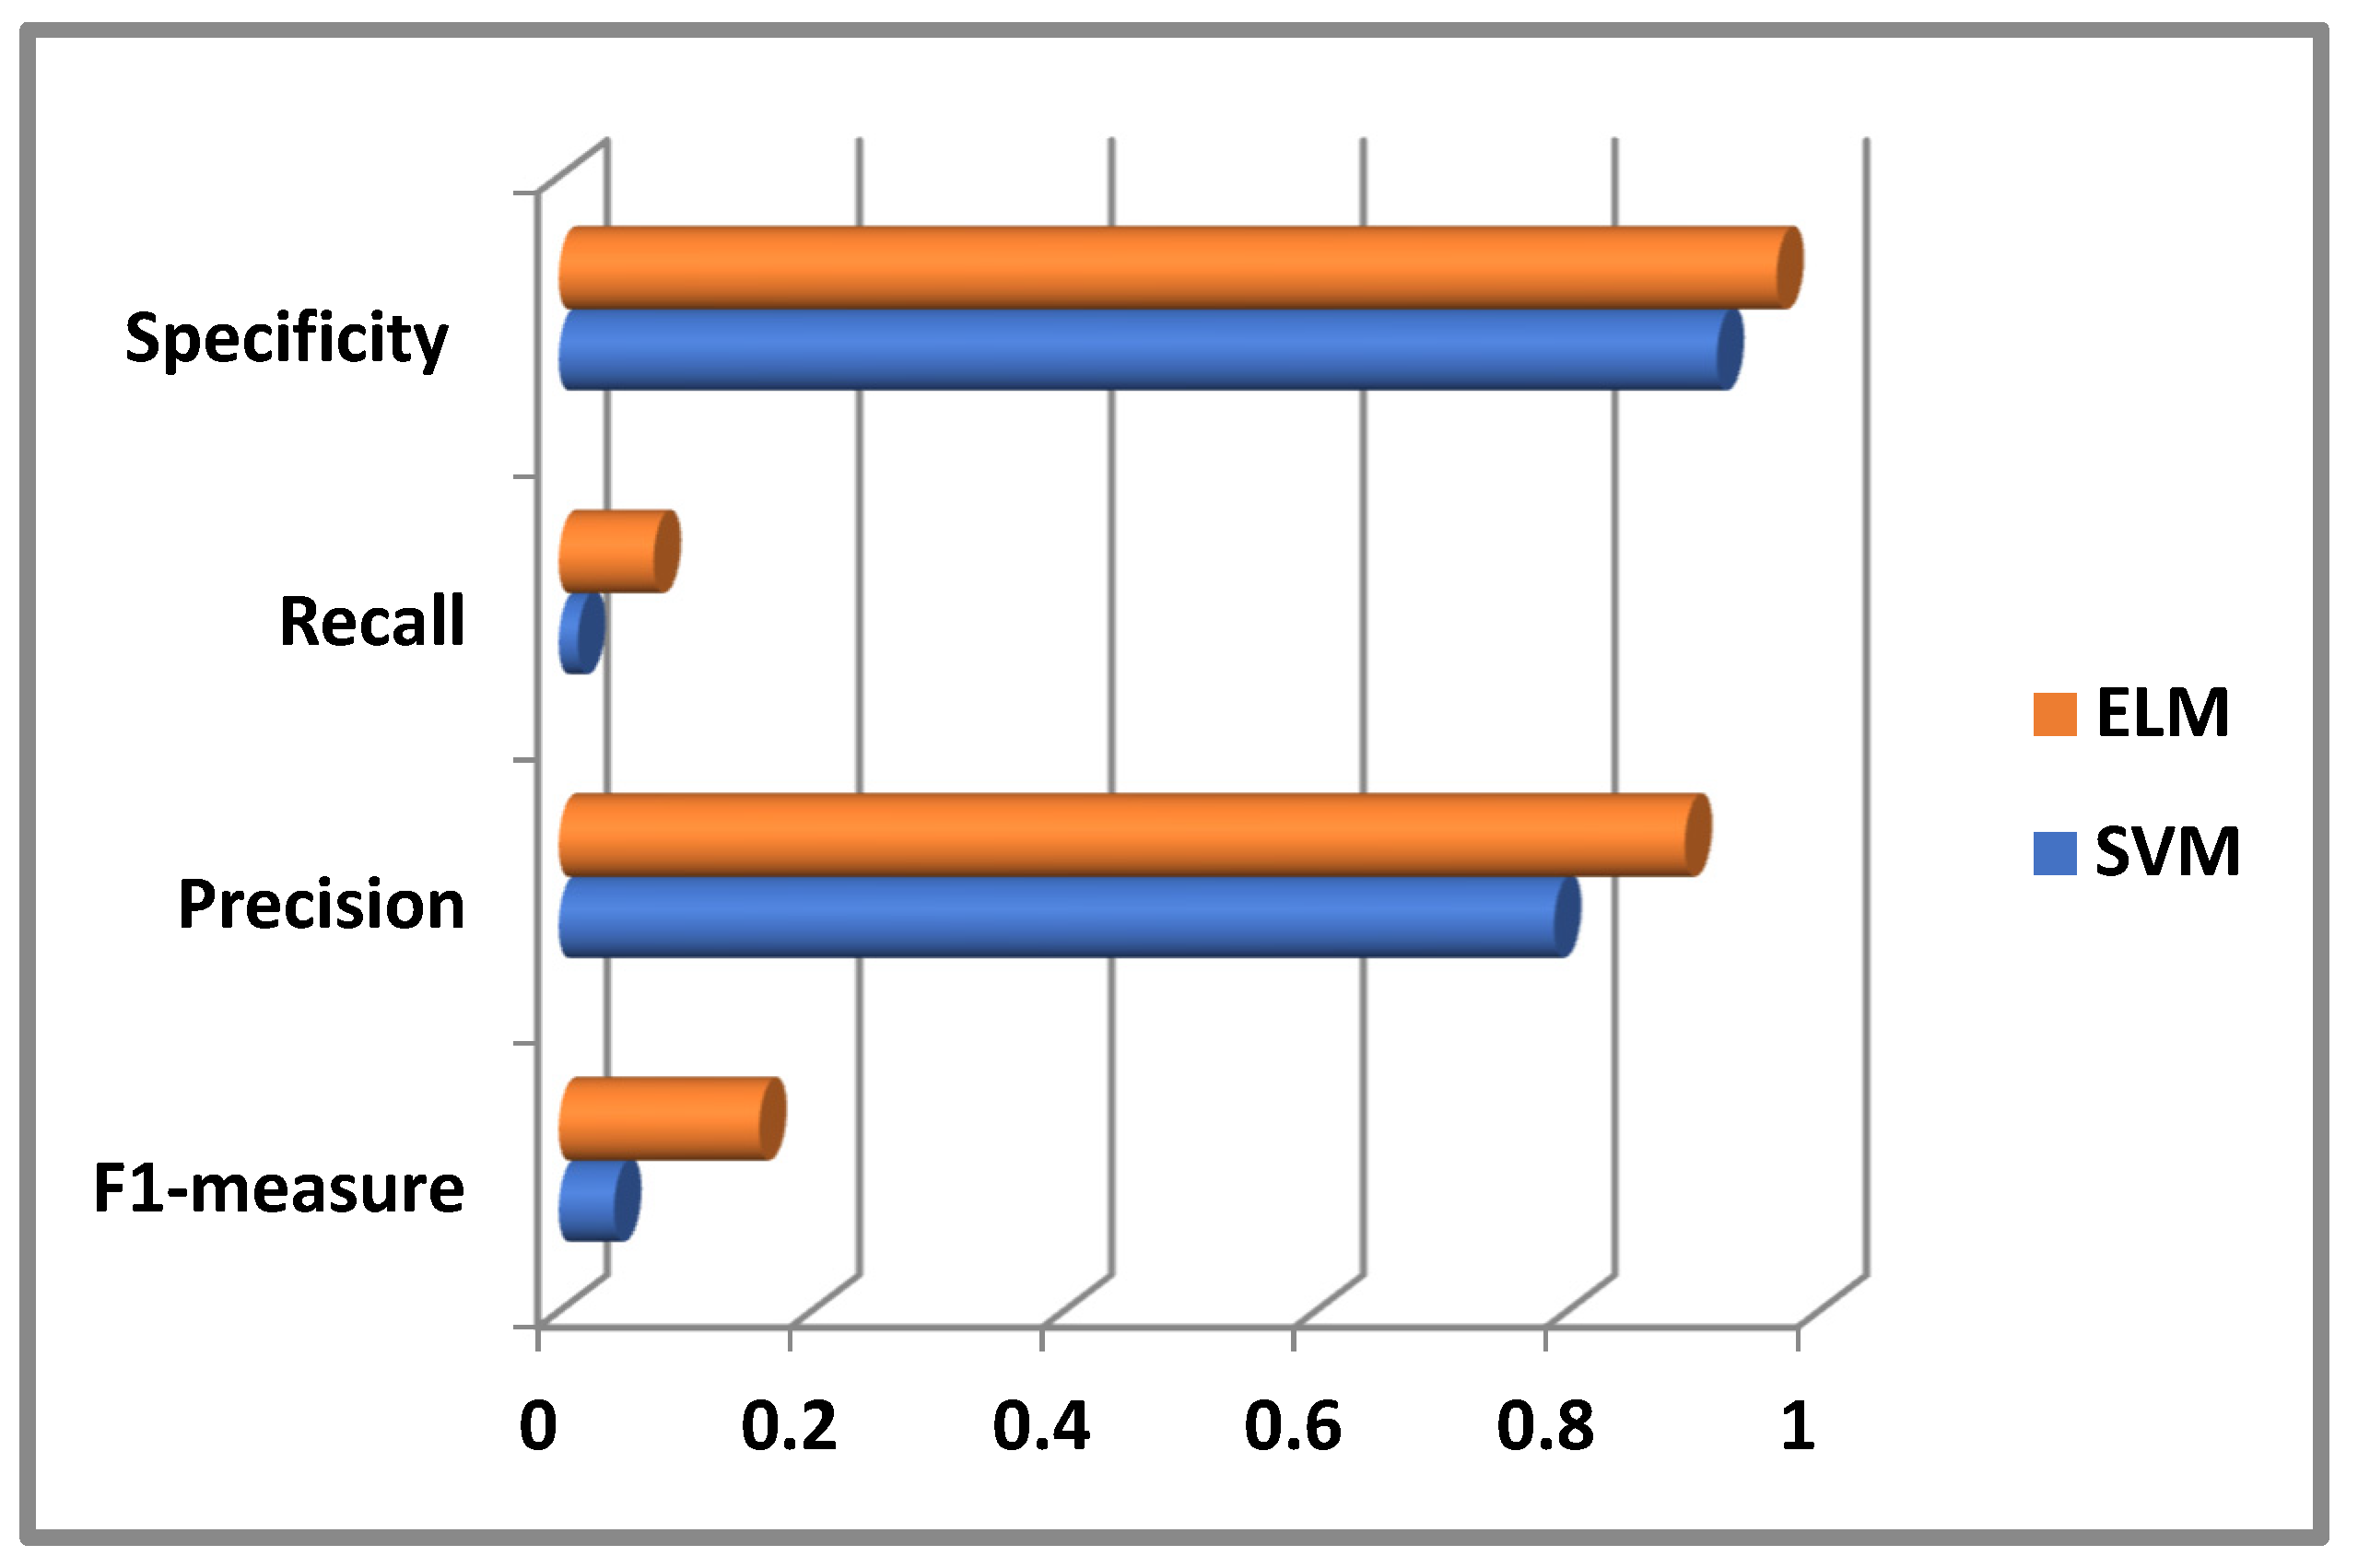 Specificity
Recall
Precision
F1-measure
0 0.2 0.4 0.6 0.8 1
ELM
SVM